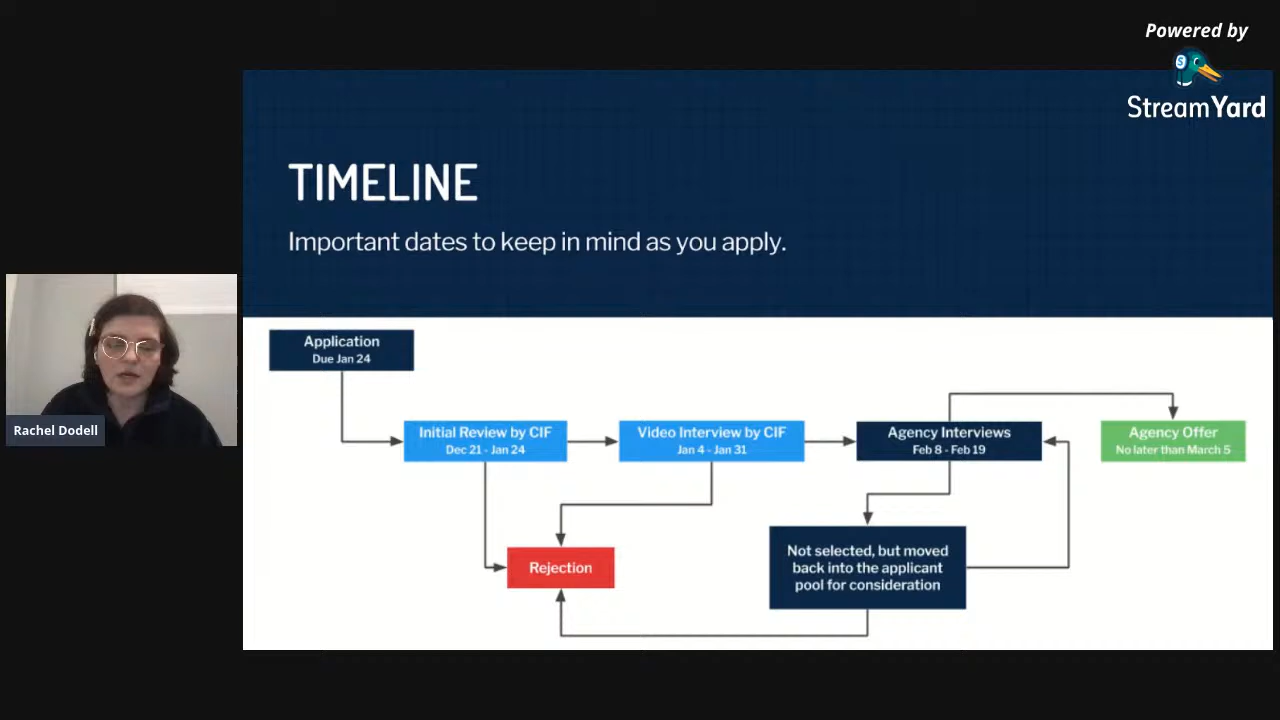 Powered by
StreamYard
TIMELINE
Important dates to keep in mind as you apply.
Application
Due Jan 24
Initial Review by CIF
Dec 21 - Jan 24
Video Interview by CIF
Jan 4 - Jan 31
Agency Interviews
Feb 8 - Feb 19
Agency Offer
No later than March 5
Rejection
Not selected, but moved
back into the applicant
pool for consideration
Rachel Dodell